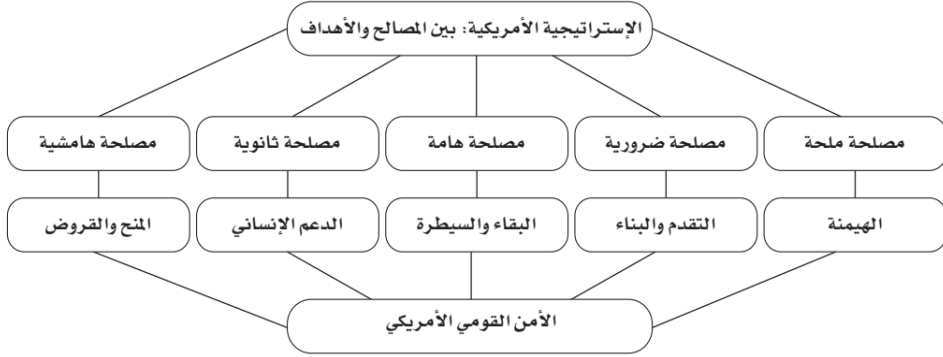 الإستراتيجية الأمريكية: بين المصالح والأهداف
مصلحة ملحة
مصلحة ضرورية
مصلحة هامة
مصلحة ثانوية
مصلحة هامشية
الهيمنة
التقدم والبناء
البقاء والسيطرة
الدعم الإنساني
المنح والقروض
الأمن القومي الأمريكي